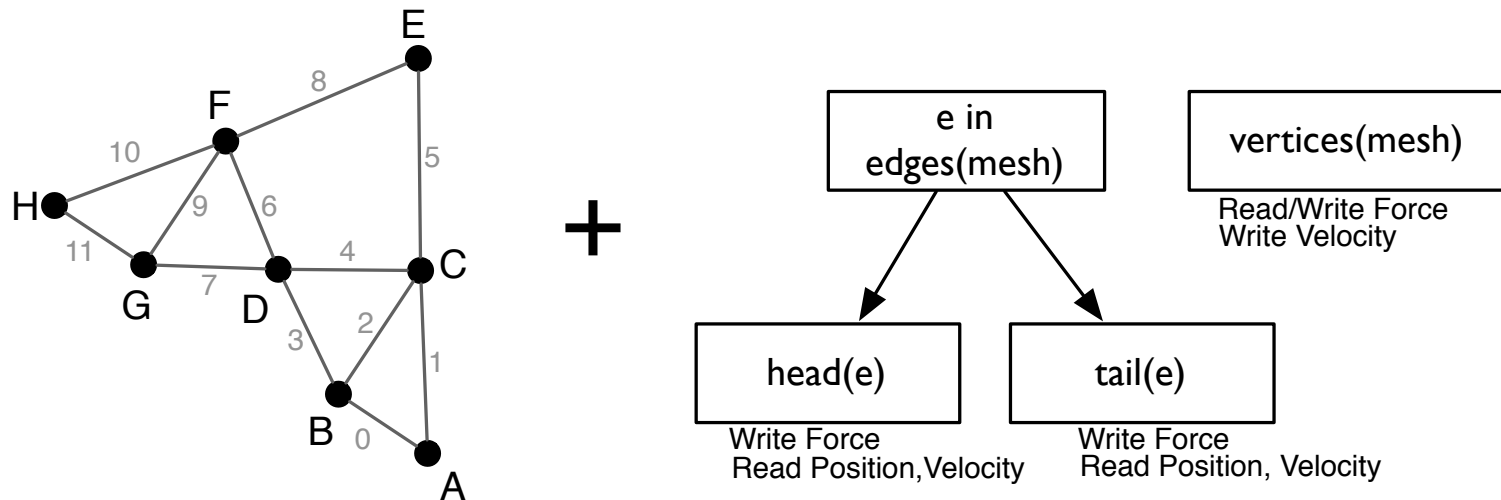 E
8
F
10
5
H
9
6
11
4
C
7
G
D
2
3
1
B
0
A
+
e in
edges(mesh)
vertices(mesh)
Read/Write Force
Write Velocity
head(e)
tail(e)
Write Force
Read Position,Velocity
Write Force
Read Position, Velocity